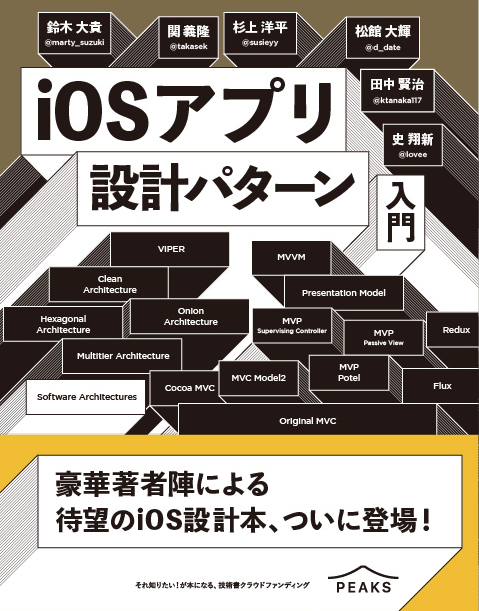 鈴木 大貴
@marty_suzuki
関 義隆
@takasek
杉上 洋平
@susieyy
松館 大輝
@d_date
田中 賢治
@ktanaka117
史 翔新
@lovee
iOSアプリ
設計パターン
入門
VIPER
MVVM
Clean
Architecture
Presentation Model
Hexagonal
Architecture
Onion
Architecture
MVP
Supervising Controller
MVP
Passive View
Redux
Multitier Architecture
Software Architectures
Cocoa MVC
MVC Model2
MVP
Potel
Flux
Original MVC
豪華著者陣による
待望のiOS設計本、ついに登場！
それ知りたい！が本になる、技術書クラウドファンディング
PEAKS